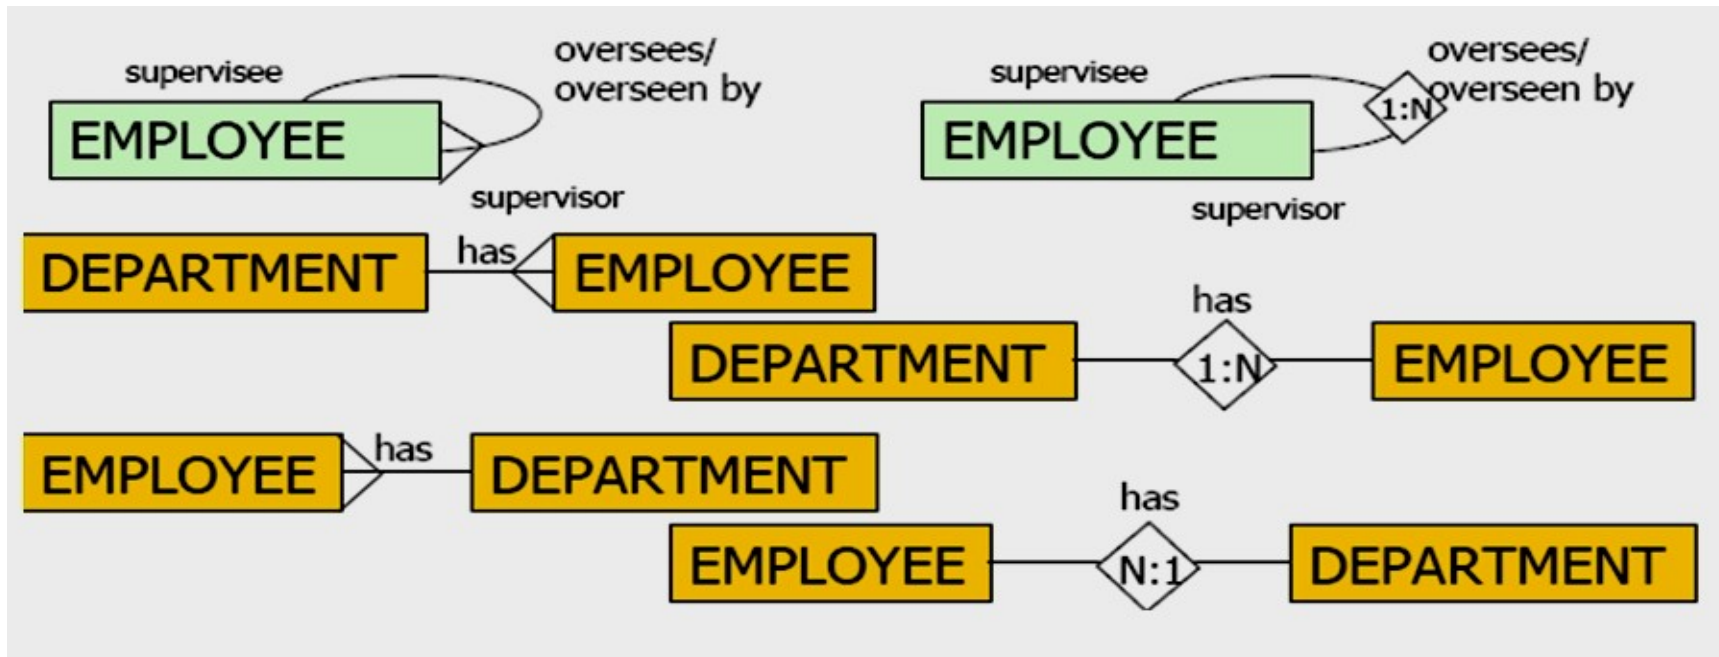 supervisee
oversees/
overseen by
EMPLOYEE
supervisor
supervisee
oversees/
overseen by
1:N
EMPLOYEE
supervisor
DEPARTMENT has EMPLOYEE
has
DEPARTMENT 1:N EMPLOYEE
EMPLOYEE has DEPARTMENT
has
EMPLOYEE N:1 DEPARTMENT